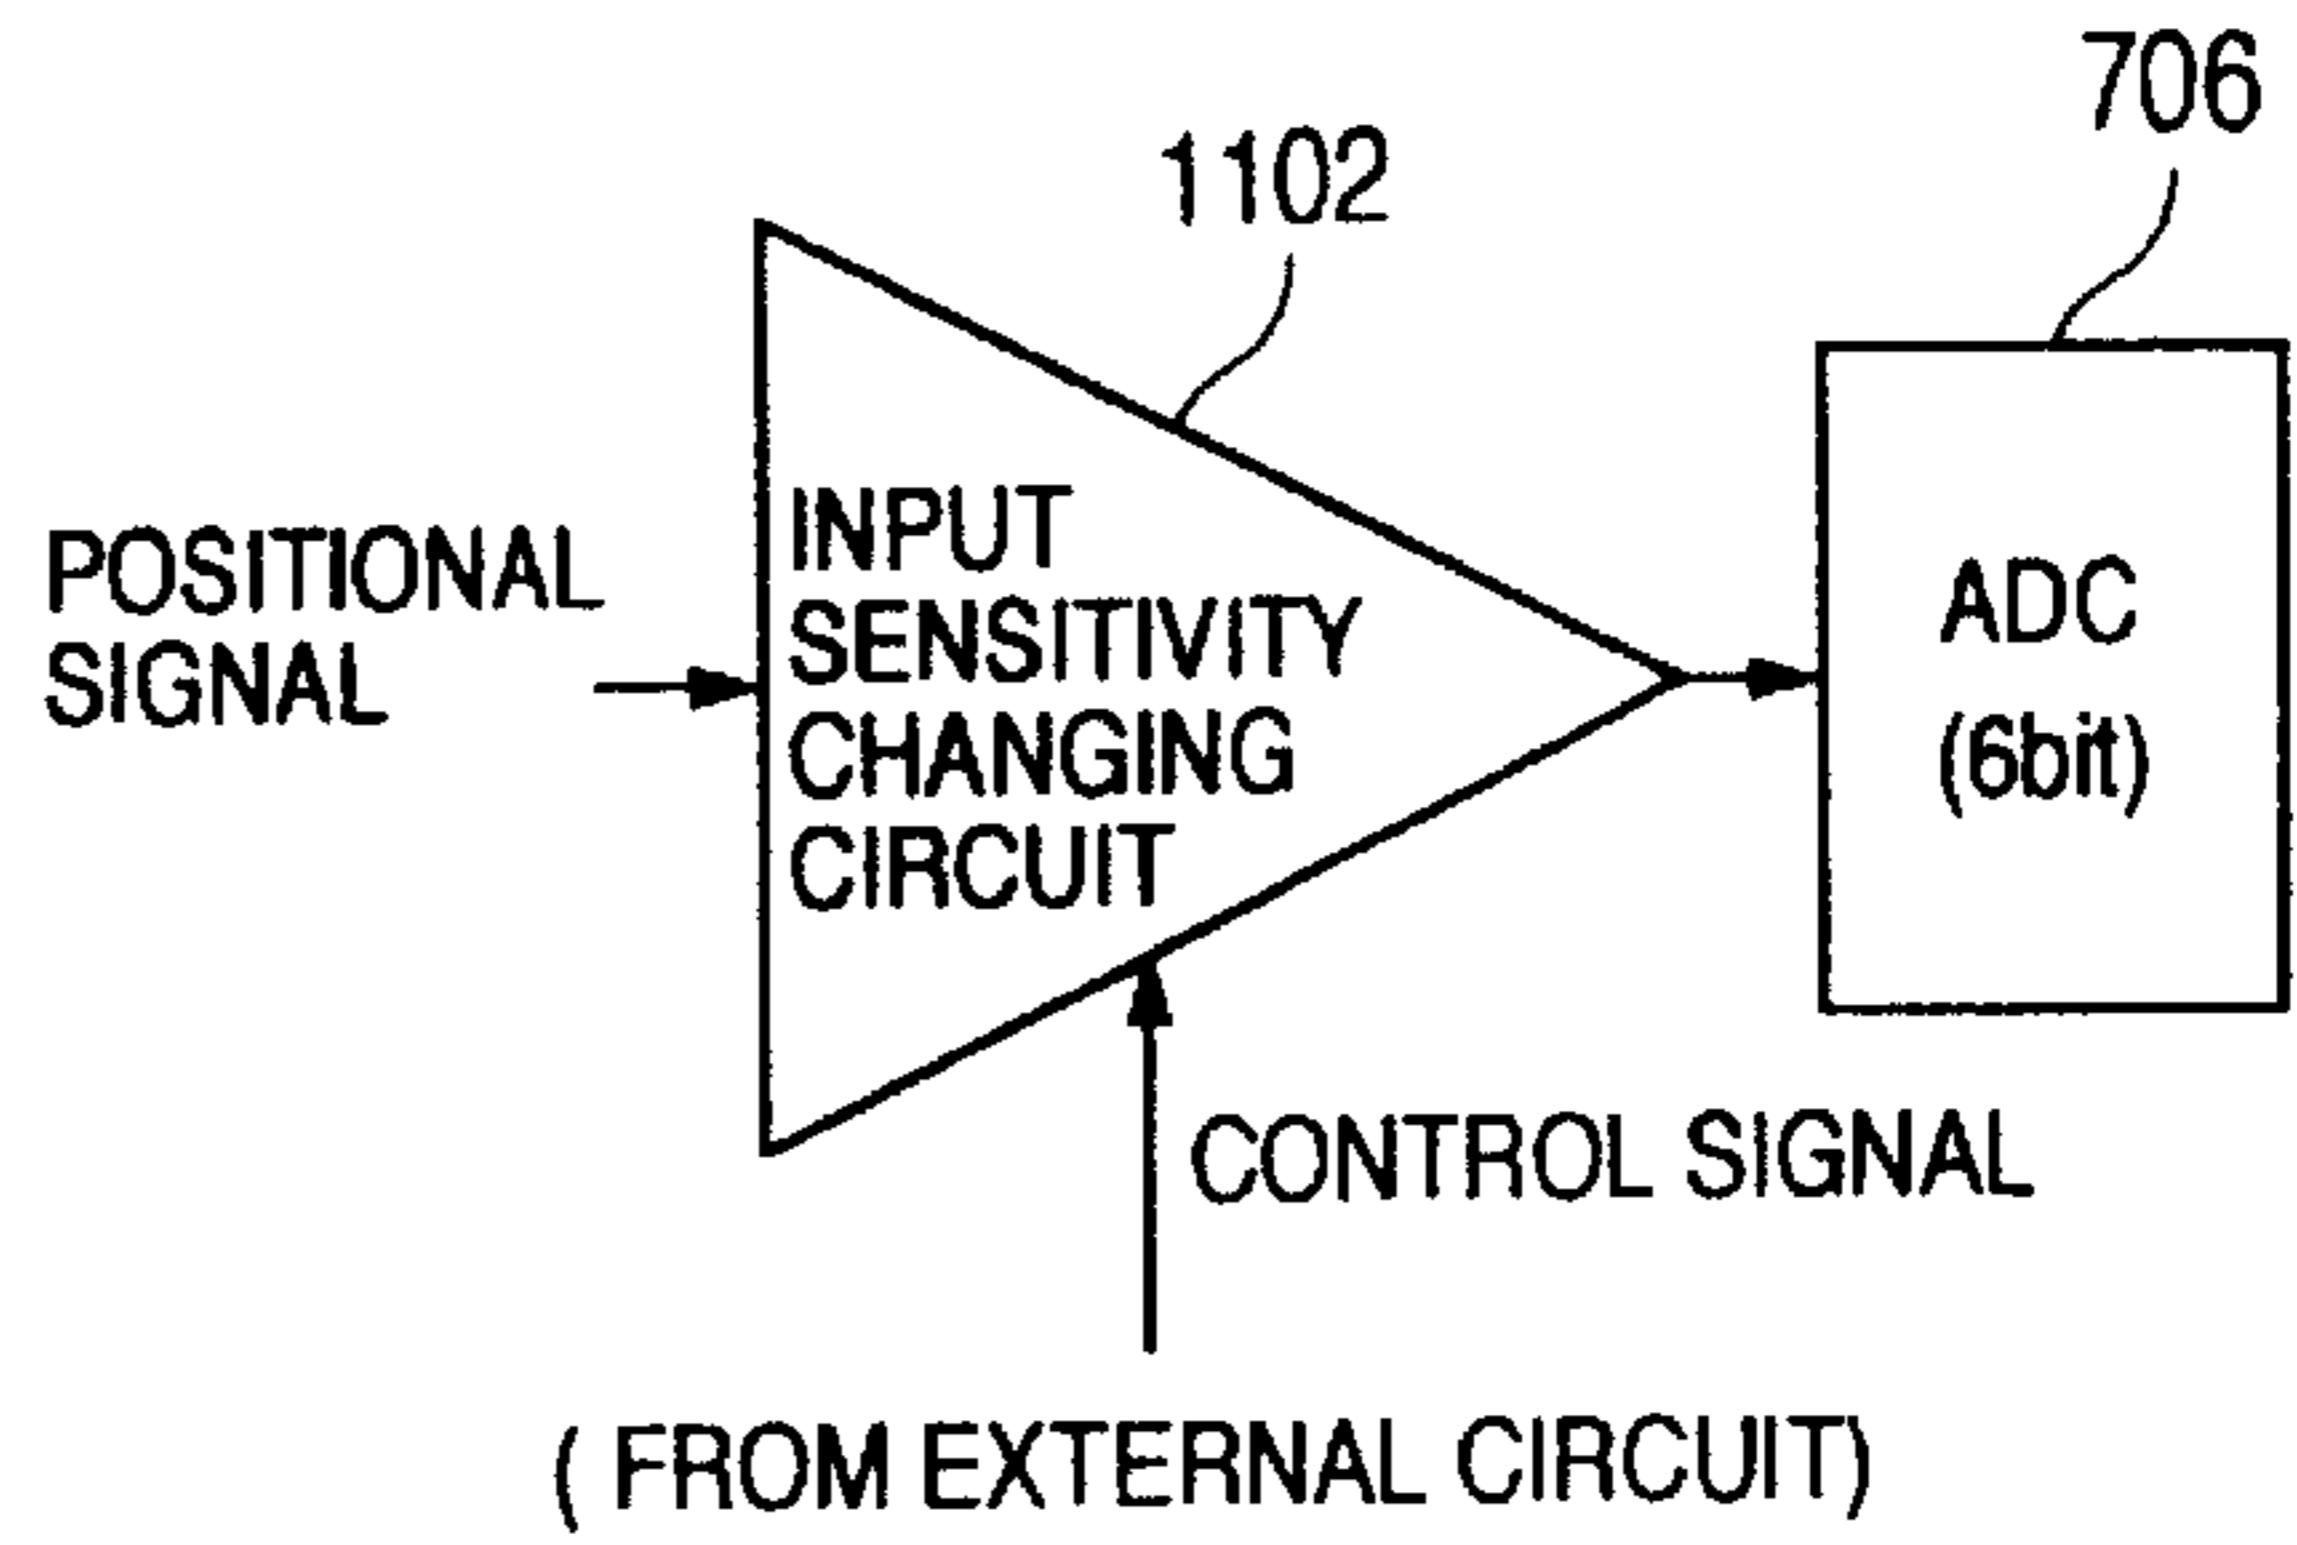 706
1102
POSITIONAL
SIGNAL
INPUT
SENSITIVITY
CHANGING
CIRCUIT
ADC
(6bit)
CONTROL SIGNAL
( FROM EXTERNAL CIRCUIT)